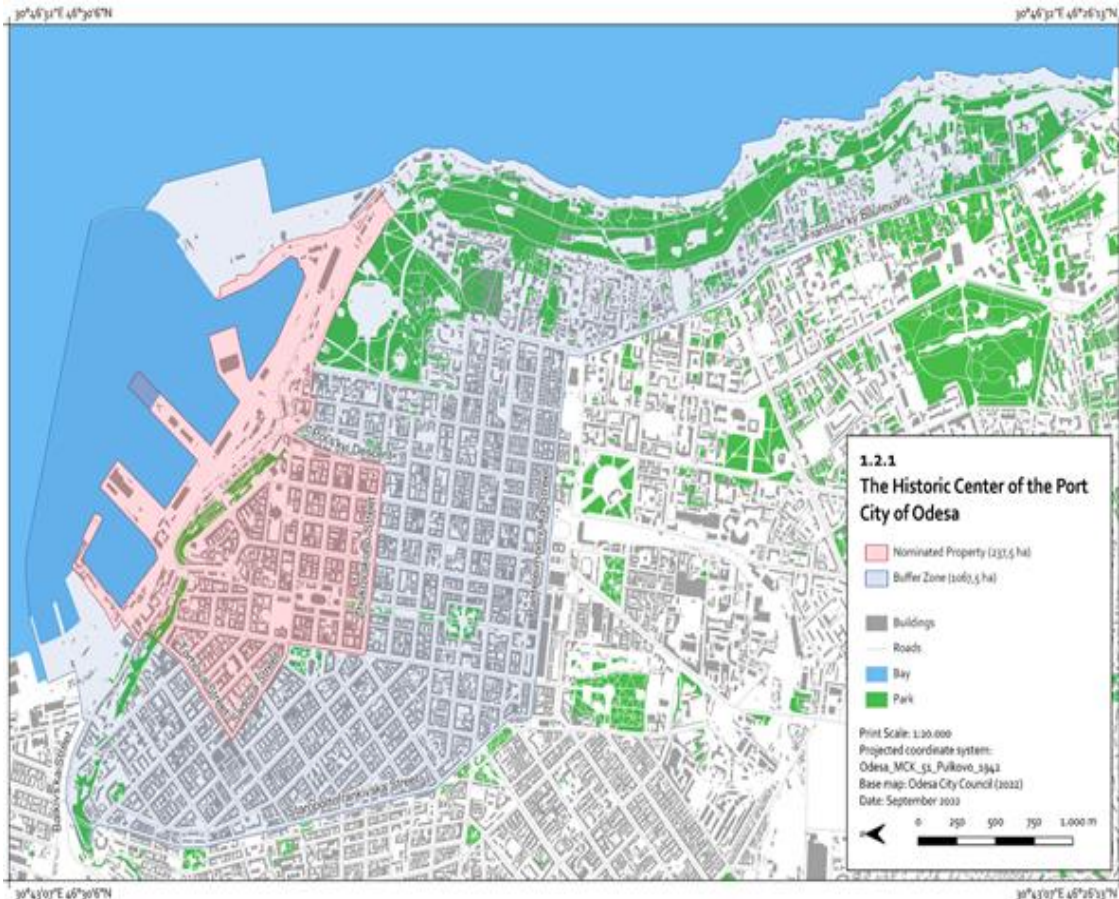 30°46'31"E 46°30'6"N
30°46'31"E 46°26'13"N
Boulevard
1.2.1
The Historic Center of the Port
City of Odesa
Nominated Property (237,5 ha)
Buffer Zone (1067,5 ha)
Buildings
Roads
Bay
Park
Print Scale: 1:20.000
Projected coordinate system:
Odesa_MCK_51_Pulkovo_1942
Base map: Odesa City Council (2022)
Date: September 2022
0 250 500 750 1.000 m
Street
30°43'07"E 46°30'6"N
30°43'07"E 46°26'13"N